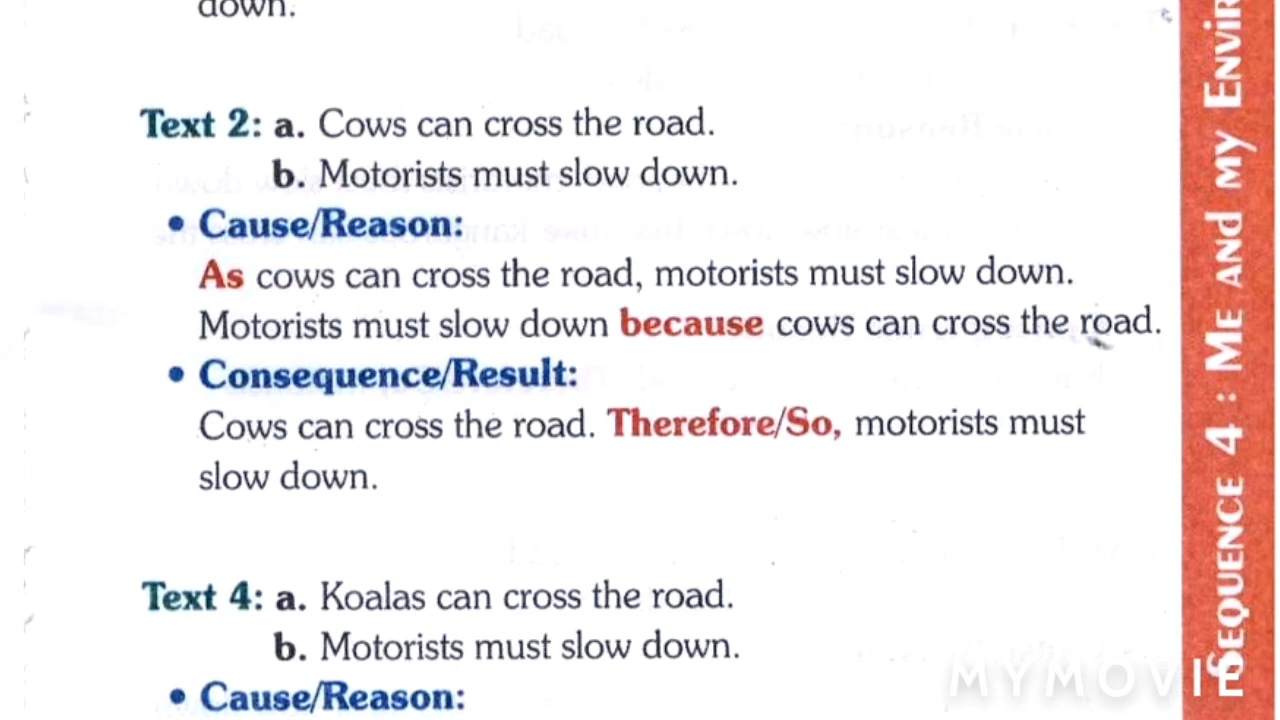 down.
Text 2: a. Cows can cross the road.
b. Motorists must slow down.
• Cause/Reason:
As cows can cross the road, motorists must slow down.
Motorists must slow down because cows can cross the road.
• Consequence/Result:
Cows can cross the road. Therefore/So, motorists must
slow down.
Text 4: a. Koalas can cross the road.
b. Motorists must slow down.
• Cause/Reason:
SEQUENCE 4 : ME AND MY
MYMOVIE